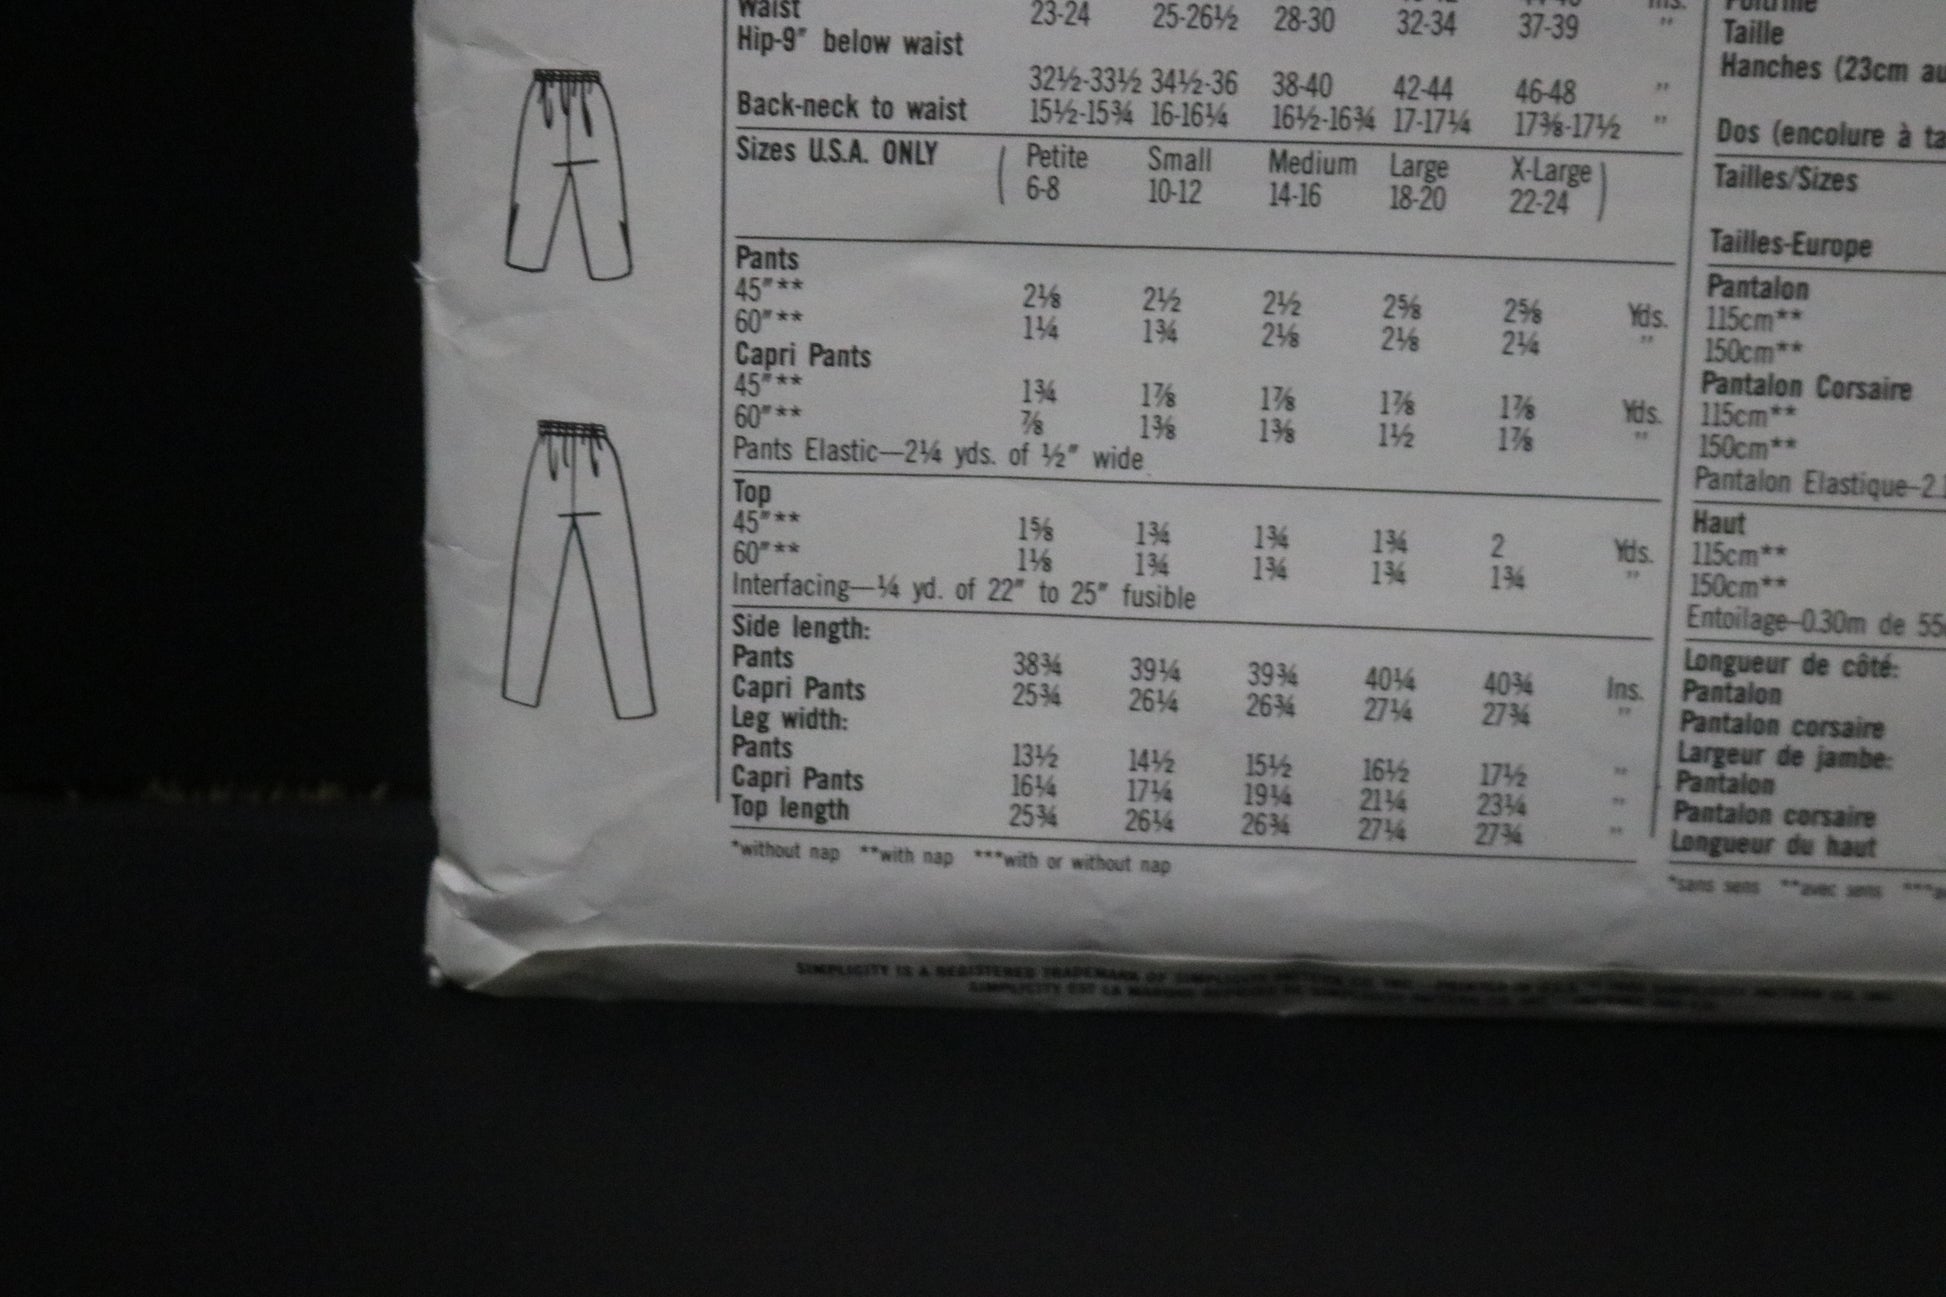 Waist 23-24 25-26½ 28-30 32-34 37-39 "
Hip-9" below waist
32½-33½ 34½-36 38-40 42-44 46-48 "
Back-neck to waist 15½-15¾ 16-16¼ 16½-16¾ 17-17¼ 17⅜-17½ "
Sizes U.S.A. ONLY ( Petite Small Medium Large X-Large )
6-8 10-12 14-16 18-20 22-24
Pants
45"** 2⅛ 2½ 2½ 2⅝ 2⅝ Yds.
60"** 1¼ 1¾ 2⅛ 2⅛ 2¼ "
Capri Pants
45"** 1¾ 1⅞ 1⅞ 1⅞ 1⅞ Yds.
60"** ⅞ 1⅜ 1⅜ 1½ 1⅞ "
Pants Elastic—2¼ yds. of ½" wide
Top
45"** 1⅝ 1¾ 1¾ 1¾ 2 Yds.
60"** 1⅛ 1¾ 1¾ 1¾ 1¾ "
Interfacing—¼ yd. of 22" to 25" fusible
Side length:
Pants 38¾ 39¼ 39¾ 40¼ 40¾ Ins.
Capri Pants 25¾ 26¼ 26¾ 27¼ 27¾ "
Leg width:
Pants 13½ 14½ 15½ 16½ 17½ "
Capri Pants 16¼ 17¼ 19¼ 21¼ 23¼ "
Top length 25¾ 26¼ 26¾ 27¼ 27¾ "
*without nap **with nap ***with or without nap
Taille
Hanches (23cm au
Dos (encolure à ta
Tailles/Sizes
Tailles-Europe
Pantalon
115cm**
150cm**
Pantalon Corsaire
115cm**
150cm**
Pantalon Elastique—2.
Haut
115cm**
150cm**
Entoilage—0.30m de 55
Longueur de côté:
Pantalon
Pantalon corsaire
Largeur de jambe:
Pantalon
Pantalon corsaire
Longueur du haut
*sans sens **avec sens ***a
SIMPLICITY IS A REGISTERED TRADEMARK OF SIMPLICITY PATTERN CO. INC.
SIMPLICITY EST LA MARQUE